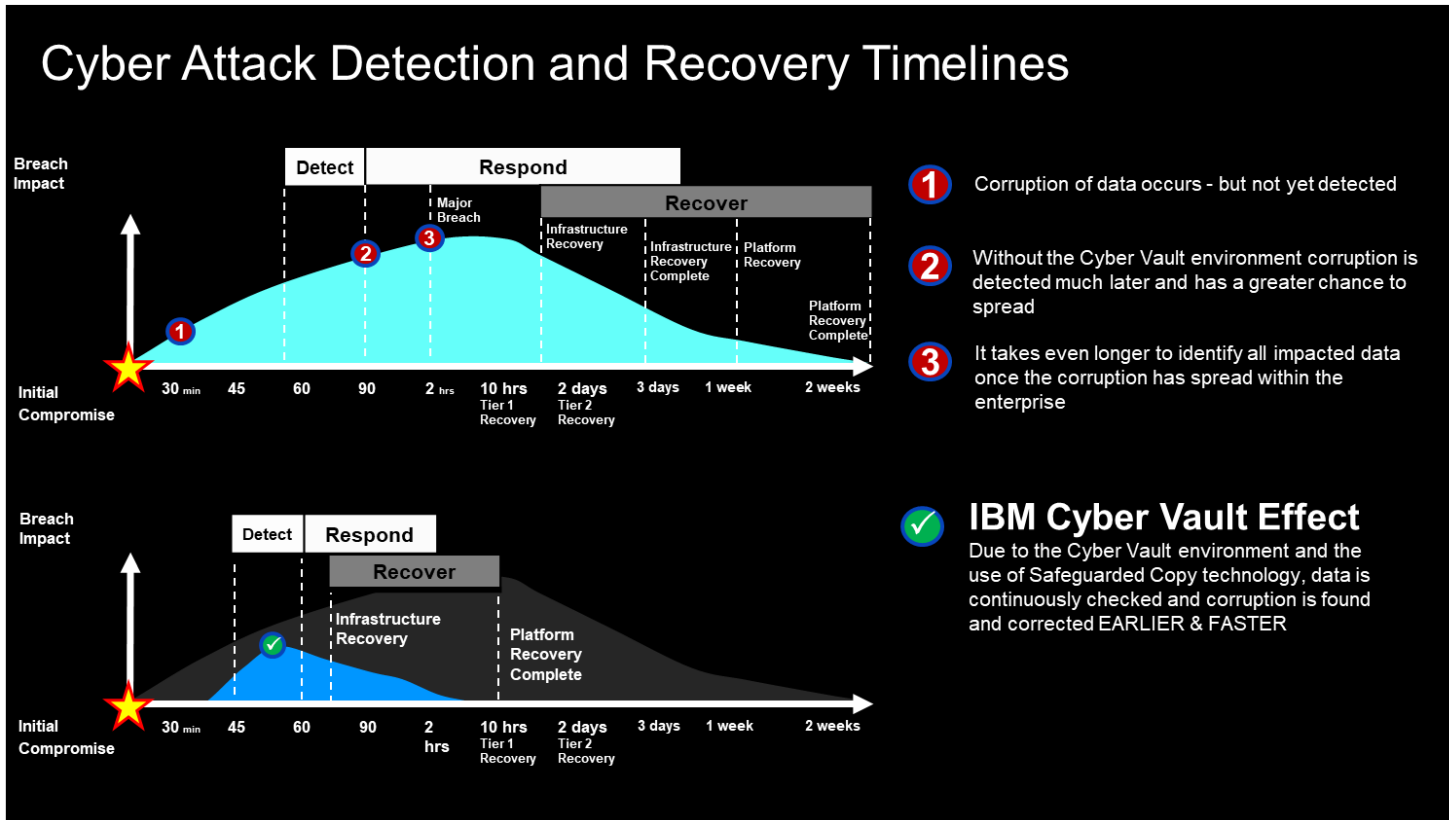 Cyber Attack Detection and Recovery Timelines
Breach
Impact
Detect
Respond
Recover
Major
Breach
Infrastructure
Recovery
Infrastructure
Recovery
Complete
Platform
Recovery
Platform
Recovery
Complete
1
2
3
Initial
Compromise
30 min
45
60
90
2 hrs
10 hrs
Tier 1
Recovery
2 days
Tier 2
Recovery
3 days
1 week
2 weeks
1
Corruption of data occurs - but not yet detected
2
Without the Cyber Vault environment corruption is
detected much later and has a greater chance to
spread
3
It takes even longer to identify all impacted data
once the corruption has spread within the
enterprise
Breach
Impact
Detect
Respond
Recover
Infrastructure
Recovery
Platform
Recovery
Complete
Initial
Compromise
30 min
45
60
90
2
hrs
10 hrs
Tier 1
Recovery
2 days
Tier 2
Recovery
3 days
1 week
2 weeks
IBM Cyber Vault Effect
Due to the Cyber Vault environment and the
use of Safeguarded Copy technology, data is
continuously checked and corruption is found
and corrected EARLIER & FASTER